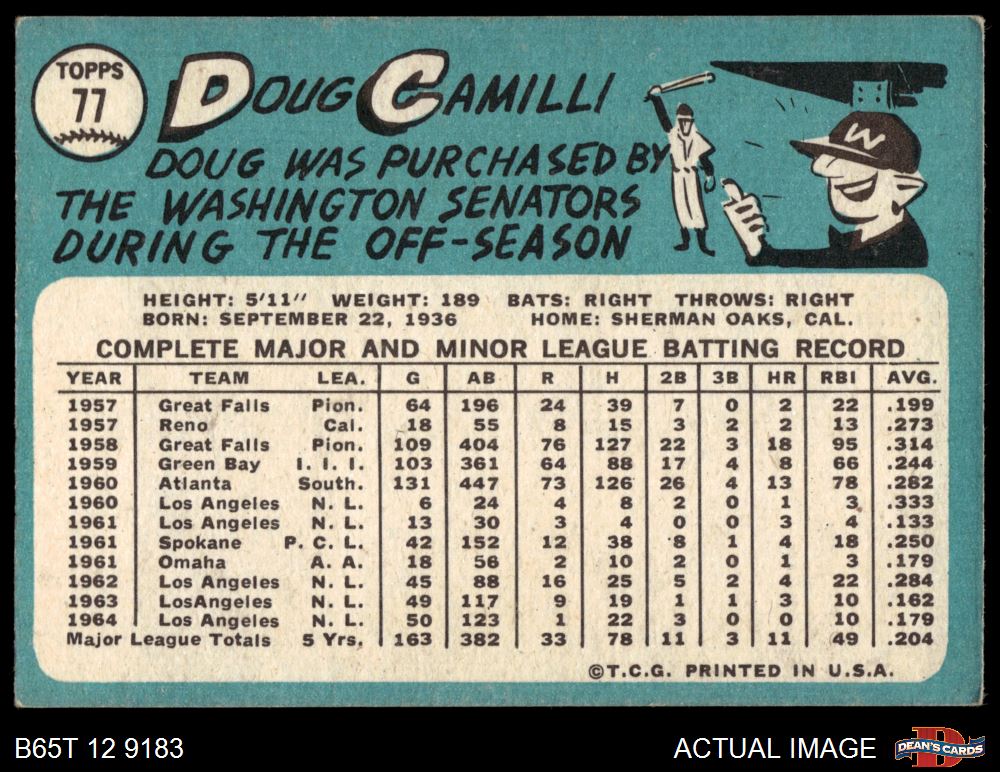 TOPPS
77
DOUG CAMILLI
DOUG WAS PURCHASED BY
THE WASHINGTON SENATORS
DURING THE OFF-SEASON
W
HEIGHT: 5'11" WEIGHT: 189 BATS: RIGHT THROWS: RIGHT
BORN: SEPTEMBER 22, 1936 HOME: SHERMAN OAKS, CAL.
COMPLETE MAJOR AND MINOR LEAGUE BATTING RECORD
YEAR TEAM LEA. G AB R H 2B 3B HR RBI AVG.
1957 Great Falls Pion. 64 196 24 39 7 0 2 22 .199
1957 Reno Cal. 18 55 8 15 3 2 2 13 .273
1958 Great Falls Pion. 109 404 76 127 22 3 18 95 .314
1959 Green Bay I. I. I. 103 361 64 88 17 4 8 66 .244
1960 Atlanta South. 131 447 73 126 26 4 13 78 .282
1960 Los Angeles N. L. 6 24 4 8 2 0 1 3 .333
1961 Los Angeles N. L. 13 30 3 4 0 0 3 4 .133
1961 Spokane P. C. L. 42 152 12 38 8 1 4 18 .250
1961 Omaha A. A. 18 56 2 10 2 0 1 3 .179
1962 Los Angeles N. L. 45 88 16 25 5 2 4 22 .284
1963 LosAngeles N. L. 49 117 9 19 1 1 3 10 .162
1964 Los Angeles N. L. 50 123 1 22 3 0 0 10 .179
Major League Totals 5 Yrs. 163 382 33 78 11 3 11 49 .204
©T.C.G. PRINTED IN U.S.A.
B65T 12 9183 ACTUAL IMAGE DEAN'S CARDS